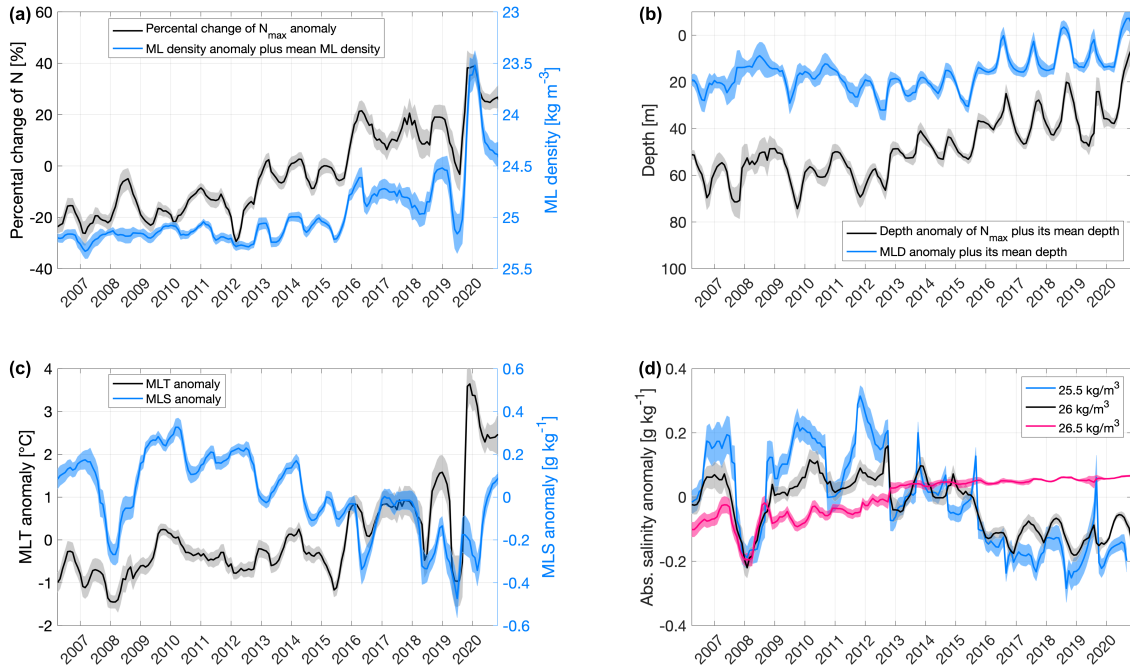 (a)
Percental change of Nmax anomaly
ML density anomaly plus mean ML density
Percental change of N [%]
60
40
20
0
-20
-40
23
23.5
24
24.5
25
25.5
ML density [kg m-3]
2007 2008 2009 2010 2011 2012 2013 2014 2015 2016 2017 2018 2019 2020
(b)
Depth [m]
0
20
40
60
80
100
Depth anomaly of Nmax plus its mean depth
MLD anomaly plus its mean depth
2007 2008 2009 2010 2011 2012 2013 2014 2015 2016 2017 2018 2019 2020
(c)
MLT anomaly
MLS anomaly
MLT anomaly [°C]
4
3
2
1
0
-1
-2
0.6
0.4
0.2
0
-0.2
-0.4
-0.6
MLS anomaly [g kg-1]
2007 2008 2009 2010 2011 2012 2013 2014 2015 2016 2017 2018 2019 2020
(d)
25.5 kg/m3
26 kg/m3
26.5 kg/m3
Abs. salinity anomaly [g kg-1]
0.4
0.2
0
-0.2
-0.4
2007 2008 2009 2010 2011 2012 2013 2014 2015 2016 2017 2018 2019 2020